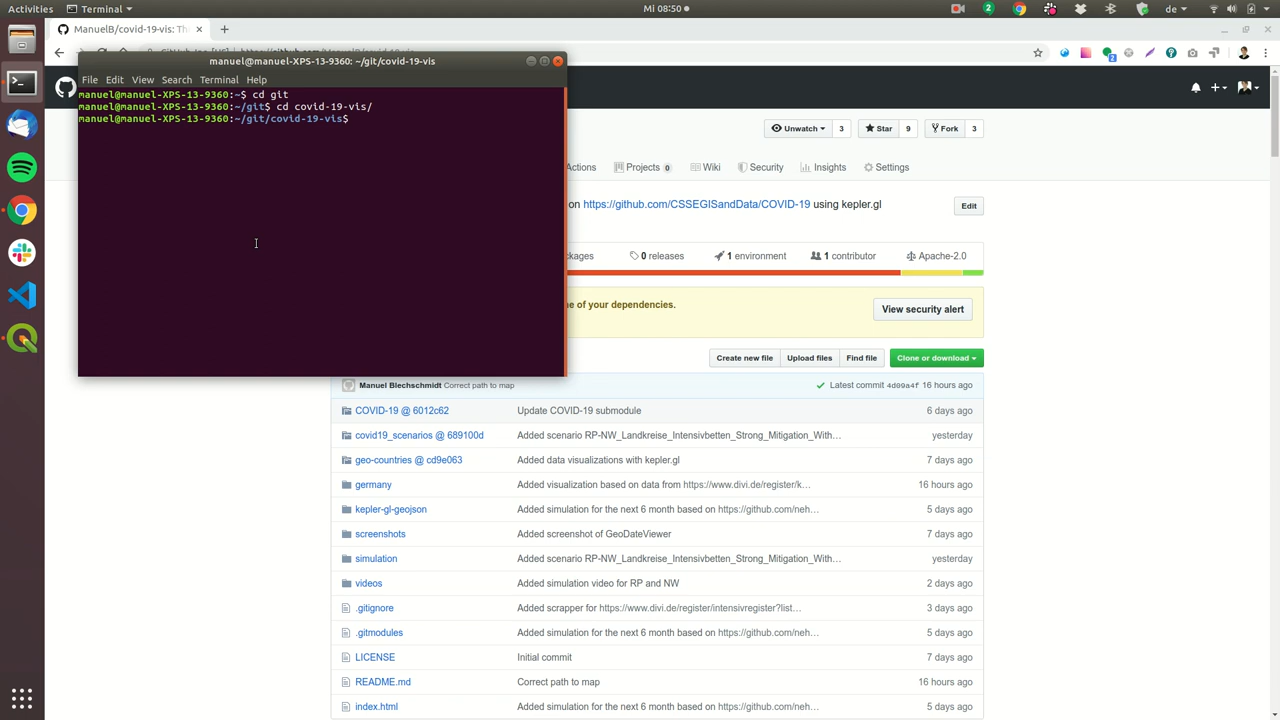 Activities
Terminal
Mi 08:50
2
de
ManuelB/covid-19-vis: Th
2
manuel@manuel-XPS-13-9360: ~/git/covid-19-vis
File Edit View Search Terminal Help
manuel@manuel-XPS-13-9360:~$ cd git
manuel@manuel-XPS-13-9360:~/git$ cd covid-19-vis/
manuel@manuel-XPS-13-9360:~/git/covid-19-vis$
Unwatch 3 Star 9 Fork 3
Actions Projects 0 Wiki Security Insights Settings
on https://github.com/CSSEGISandData/COVID-19 using kepler.gl
Edit
kages 0 releases 1 environment 1 contributor Apache-2.0
ne of your dependencies.
View security alert
Create new file Upload files Find file Clone or download
Manuel Blechschmidt Correct path to map Latest commit 4d09a4f 16 hours ago
COVID-19 @ 6012c62 Update COVID-19 submodule 6 days ago
covid19_scenarios @ 689100d Added scenario RP-NW_Landkreise_Intensivbetten_Strong_Mitigation_With… yesterday
geo-countries @ cd9e063 Added data visualizations with kepler.gl 7 days ago
germany Added visualization based on data from https://www.divi.de/register/k… 16 hours ago
kepler-gl-geojson Added simulation for the next 6 month based on https://github.com/neh… 5 days ago
screenshots Added screenshot of GeoDateViewer 7 days ago
simulation Added scenario RP-NW_Landkreise_Intensivbetten_Strong_Mitigation_With… yesterday
videos Added simulation video for RP and NW 2 days ago
.gitignore Added scrapper for https://www.divi.de/register/intensivregister?list… 3 days ago
.gitmodules Added simulation for the next 6 month based on https://github.com/neh… 5 days ago
LICENSE Initial commit 7 days ago
README.md Correct path to map 16 hours ago
index.html Added simulation for the next 6 month based on https://github.com/neh… 5 days ago